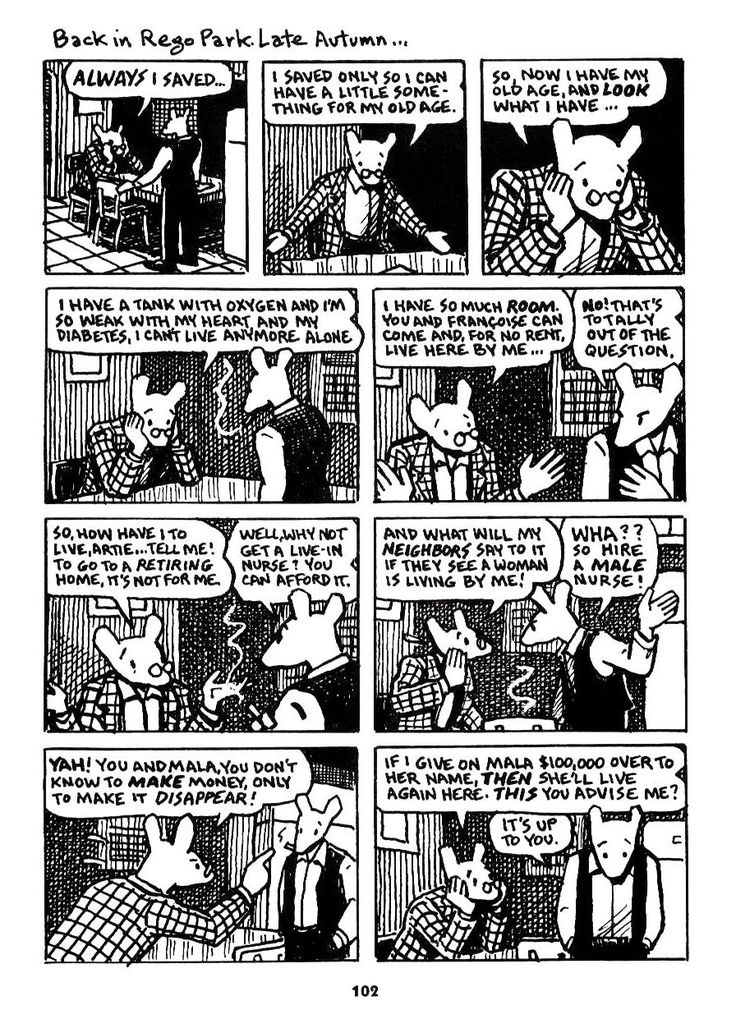 Back in Rego Park. Late Autumn...
ALWAYS I SAVED...
I SAVED ONLY SO I CAN
HAVE A LITTLE SOME-
THING FOR MY OLD AGE.
SO, NOW I HAVE MY
OLD AGE, AND LOOK
WHAT I HAVE ...
I HAVE A TANK WITH OXYGEN AND I'M
SO WEAK WITH MY HEART AND MY
DIABETES, I CAN'T LIVE ANYMORE ALONE
I HAVE SO MUCH ROOM.
YOU AND FRANÇOISE CAN
COME AND, FOR NO RENT,
LIVE HERE BY ME...
NO! THAT'S
TOTALLY
OUT OF THE
QUESTION.
SO, HOW HAVE I TO
LIVE, ARTIE...TELL ME!
TO GO TO A RETIRING
HOME, IT'S NOT FOR ME.
WELL, WHY NOT
GET A LIVE-IN
NURSE? YOU
CAN AFFORD IT.
AND WHAT WILL MY
NEIGHBORS SAY TO IT
IF THEY SEE A WOMAN
IS LIVING BY ME!
WHA??
SO HIRE
A MALE
NURSE!
YAH! YOU AND MALA, YOU DON'T
KNOW TO MAKE MONEY, ONLY
TO MAKE IT DISAPPEAR!
IF I GIVE ON MALA $100,000 OVER TO
HER NAME, THEN SHE'LL LIVE
AGAIN HERE. THIS YOU ADVISE ME?
IT'S UP
TO YOU.
102